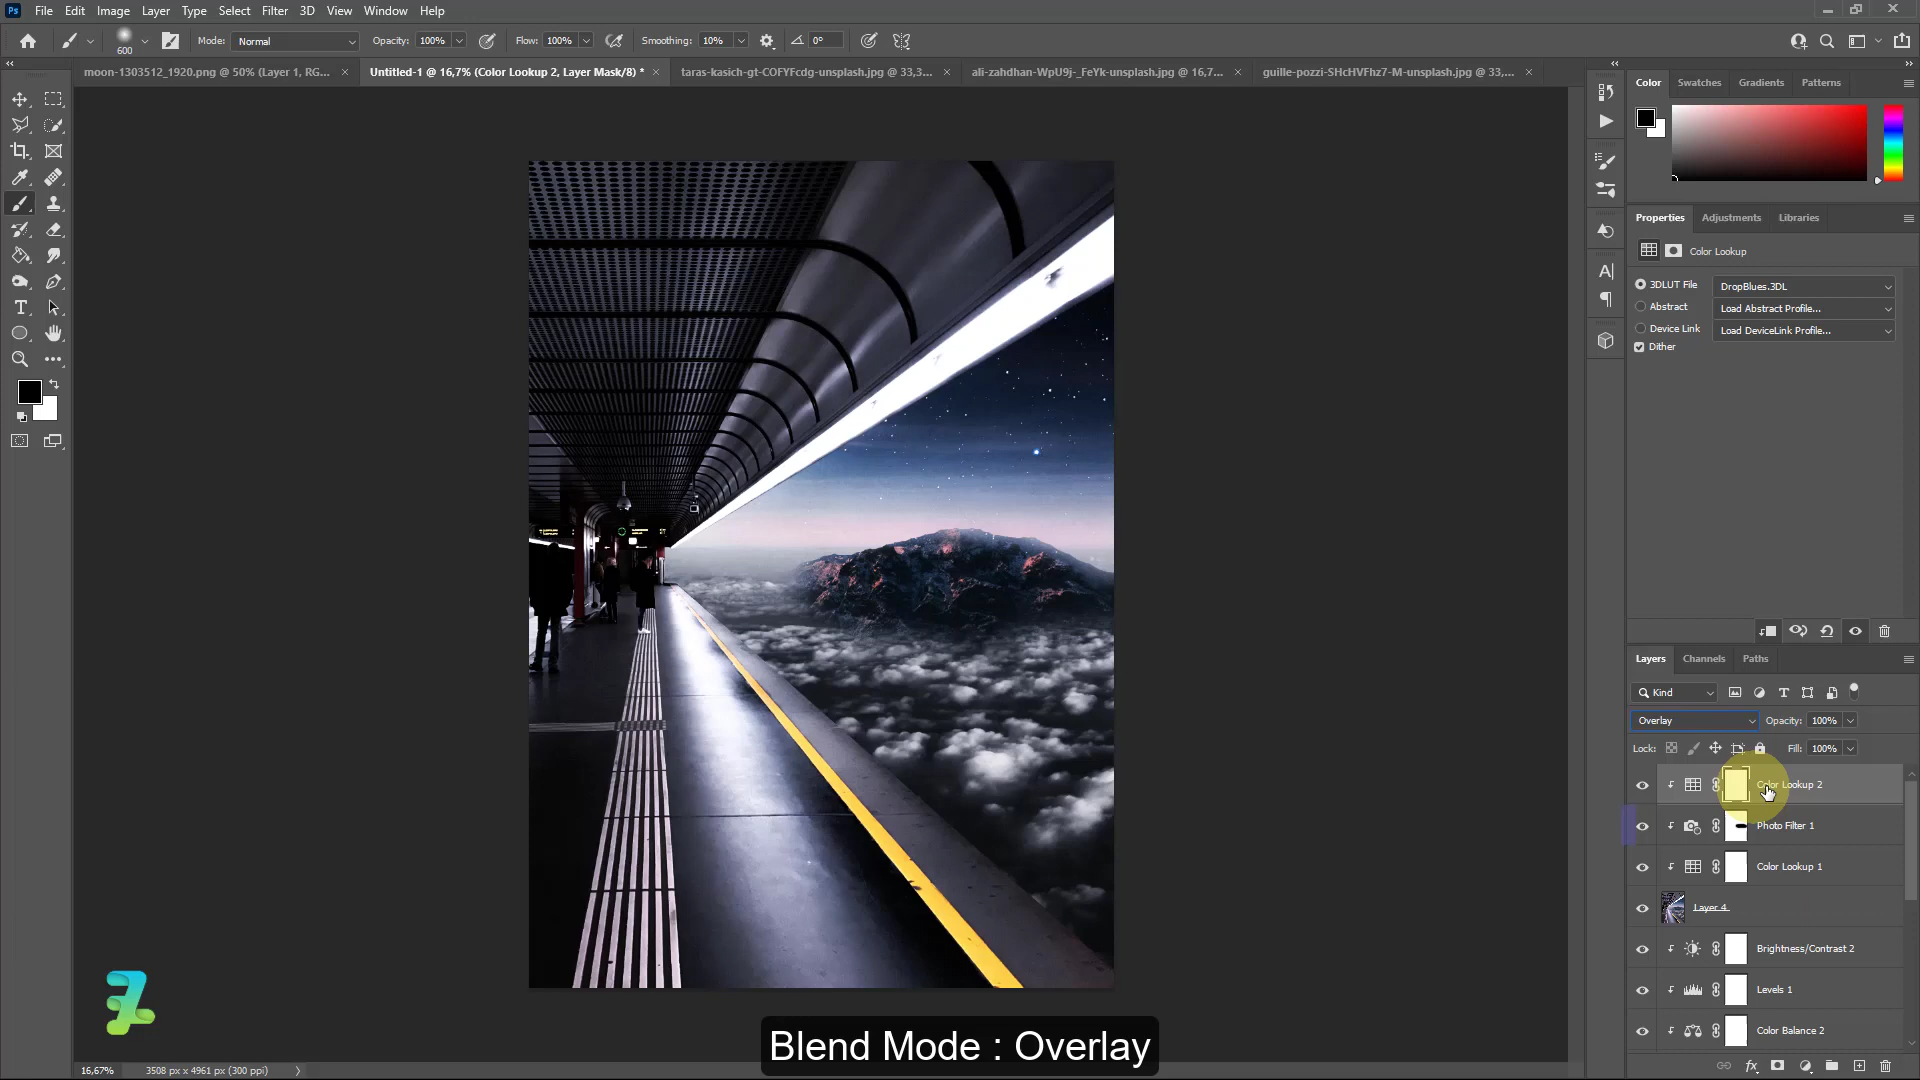 Ps File Edit Image Layer Type Select Filter 3D View Window Help
600 Mode: Normal Opacity: 100% Flow: 100% Smoothing: 10% 0°
moon-1303512_1920.png @ 50% (Layer 1, RG...
Untitled-1 @ 16,7% (Color Lookup 2, Layer Mask/8) *
taras-kasich-gt-COFYFcdg-unsplash.jpg @ 33,3...
ali-zahdhan-WpU9j-_FeYk-unsplash.jpg @ 16,7...
guille-pozzi-SHcHVFhz7-M-unsplash.jpg @ 33,...
Color Swatches Gradients Patterns
Properties Adjustments Libraries
Color Lookup
3DLUT File DropBlues.3DL
Abstract Load Abstract Profile...
Device Link Load DeviceLink Profile...
Dither
Layers Channels Paths
Kind
Overlay Opacity: 100%
Lock: Fill: 100%
Color Lookup 2
Photo Filter 1
Color Lookup 1
Layer 4
Brightness/Contrast 2
Levels 1
Color Balance 2
Blend Mode : Overlay
16,67% 3508 px x 4961 px (300 ppi)